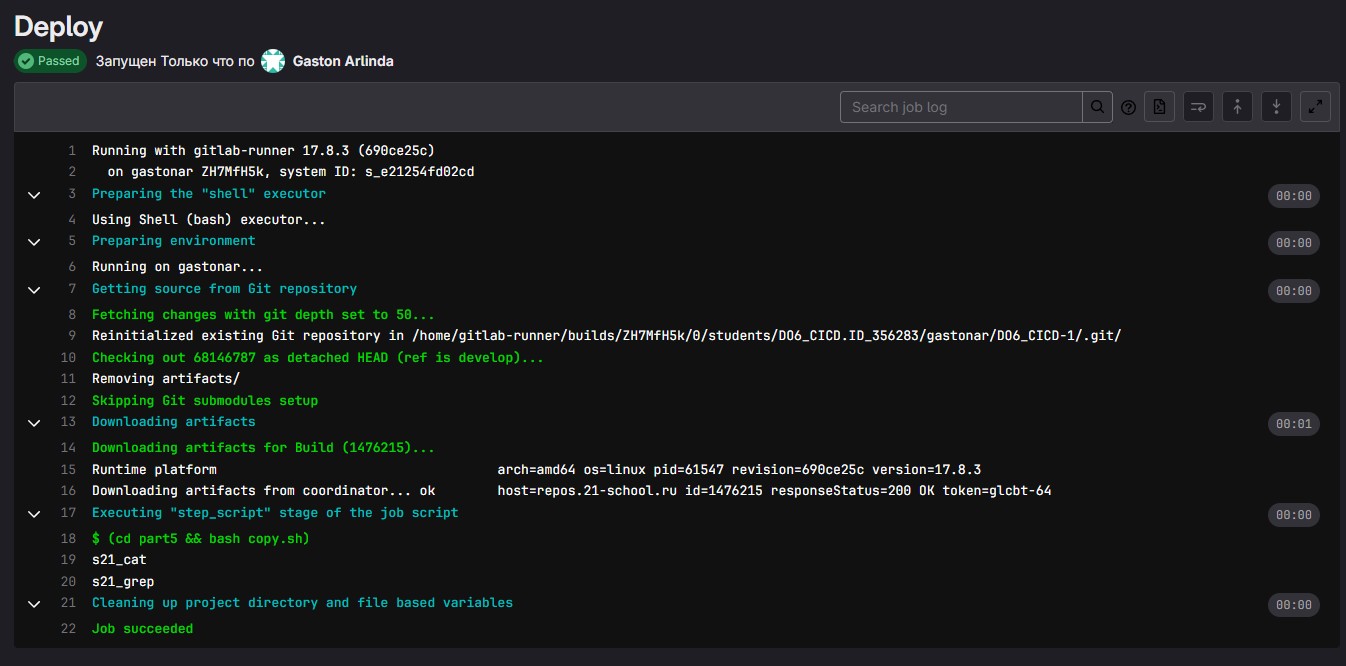 Deploy
Passed Запущен Только что по Gaston Arlinda
Search job log
1 Running with gitlab-runner 17.8.3 (690ce25c)
2 on gastonar ZH7MfH5k, system ID: s_e21254fd02cd
3 Preparing the "shell" executor 00:00
4 Using Shell (bash) executor...
5 Preparing environment 00:00
6 Running on gastonar...
7 Getting source from Git repository 00:00
8 Fetching changes with git depth set to 50...
9 Reinitialized existing Git repository in /home/gitlab-runner/builds/ZH7MfH5k/0/students/DO6_CICD.ID_356283/gastonar/DO6_CICD-1/.git/
10 Checking out 68146787 as detached HEAD (ref is develop)...
11 Removing artifacts/
12 Skipping Git submodules setup
13 Downloading artifacts 00:01
14 Downloading artifacts for Build (1476215)...
15 Runtime platform arch=amd64 os=linux pid=61547 revision=690ce25c version=17.8.3
16 Downloading artifacts from coordinator... ok host=repos.21-school.ru id=1476215 responseStatus=200 OK token=glcbt-64
17 Executing "step_script" stage of the job script 00:00
18 $ (cd part5 && bash copy.sh)
19 s21_cat
20 s21_grep
21 Cleaning up project directory and file based variables 00:00
22 Job succeeded